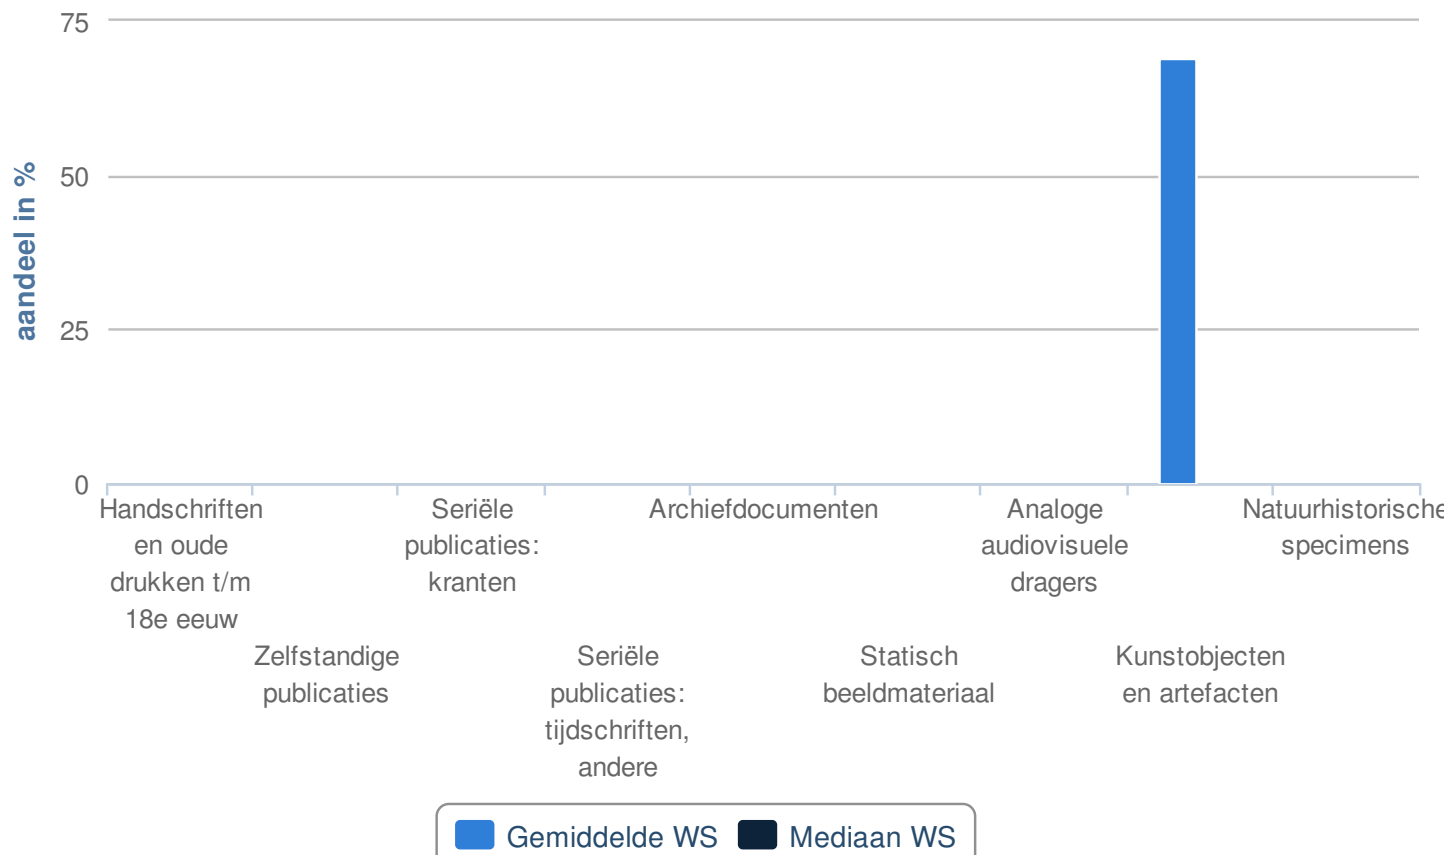 75
50
25
0
aandeel in %
Handschriften
en oude
drukken t/m
18e eeuw
Zelfstandige
publicaties
Seriële
publicaties:
kranten
Seriële
publicaties:
tijdschriften,
andere
Archiefdocumenten
Statisch
beeldmateriaal
Analoge
audiovisuele
dragers
Kunstobjecten
en artefacten
Natuurhistorische
specimens
Gemiddelde WS
Mediaan WS